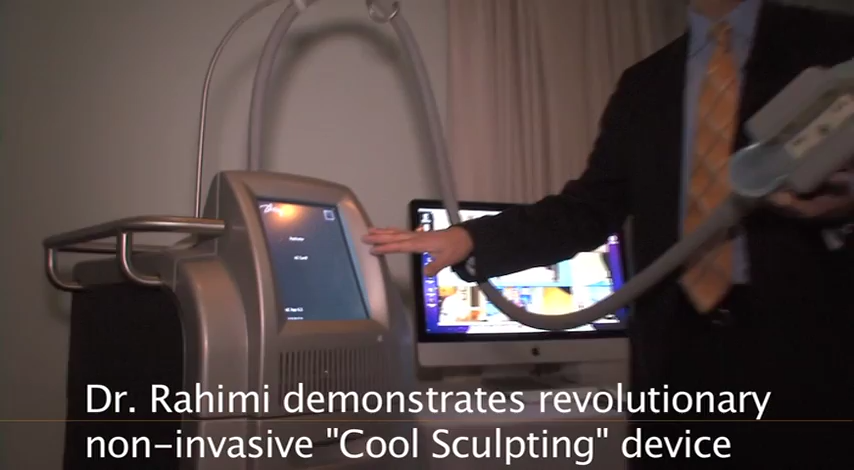 Dr. Rahimi demonstrates revolutionary
non-invasive "Cool Sculpting" device